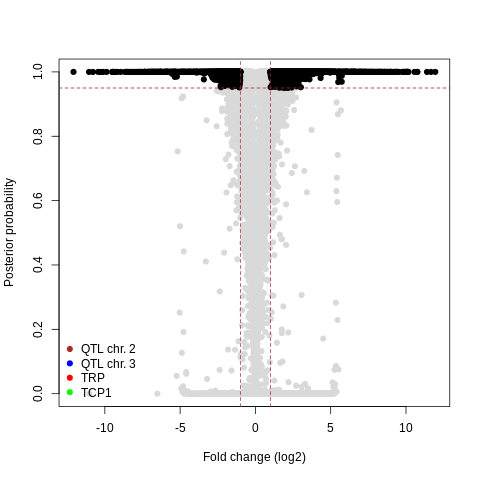 1.0
0.8
0.6
0.4
0.2
0.0
Posterior probability
QTL chr. 2
QTL chr. 3
TRP
TCP1
-10 -5 0 5 10
Fold change (log2)